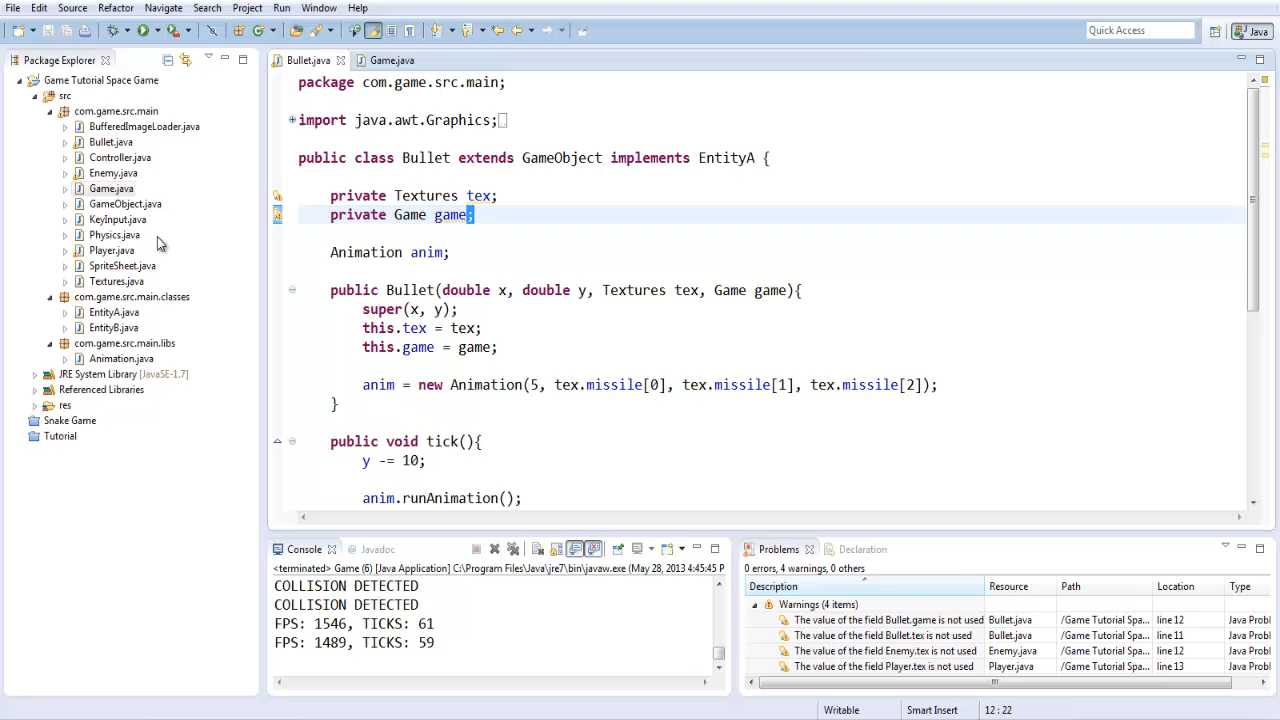 File Edit Source Refactor Navigate Search Project Run Window Help
Quick Access
Java
Package Explorer
Bullet.java
Game.java
Game Tutorial Space Game
src
com.game.src.main
BufferedImageLoader.java
Bullet.java
Controller.java
Enemy.java
Game.java
GameObject.java
KeyInput.java
Physics.java
Player.java
SpriteSheet.java
Textures.java
com.game.src.main.classes
EntityA.java
EntityB.java
com.game.src.main.libs
Animation.java
JRE System Library [JavaSE-1.7]
Referenced Libraries
res
Snake Game
Tutorial
package com.game.src.main;
import java.awt.Graphics;
public class Bullet extends GameObject implements EntityA {
private Textures tex;
private Game game;
Animation anim;
public Bullet(double x, double y, Textures tex, Game game){
super(x, y);
this.tex = tex;
this.game = game;
anim = new Animation(5, tex.missile[0], tex.missile[1], tex.missile[2]);
}
public void tick(){
y -= 10;
anim.runAnimation();
Console
Javadoc
<terminated> Game (6) [Java Application] C:\Program Files\Java\jre7\bin\javaw.exe (May 28, 2013 4:45:45 P
COLLISION DETECTED
COLLISION DETECTED
FPS: 1546, TICKS: 61
FPS: 1489, TICKS: 59
Problems
Declaration
0 errors, 4 warnings, 0 others
Description Resource Path Location Type
Warnings (4 items)
The value of the field Bullet.game is not used Bullet.java /Game Tutorial Spa... line 12 Java Probl
The value of the field Bullet.tex is not used Bullet.java /Game Tutorial Spa... line 11 Java Probl
The value of the field Enemy.tex is not used Enemy.java /Game Tutorial Spa... line 12 Java Probl
The value of the field Player.tex is not used Player.java /Game Tutorial Spa... line 13 Java Probl
Writable Smart Insert 12 : 22